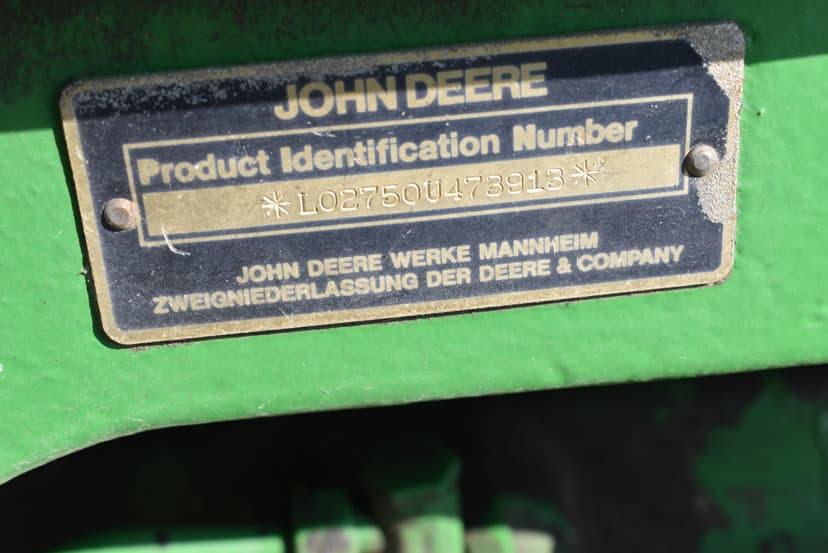 JOHN DEERE
Product Identification Number
*L02750U473913*
JOHN DEERE WERKE MANNHEIM
ZWEIGNIEDERLASSUNG DER DEERE & COMPANY